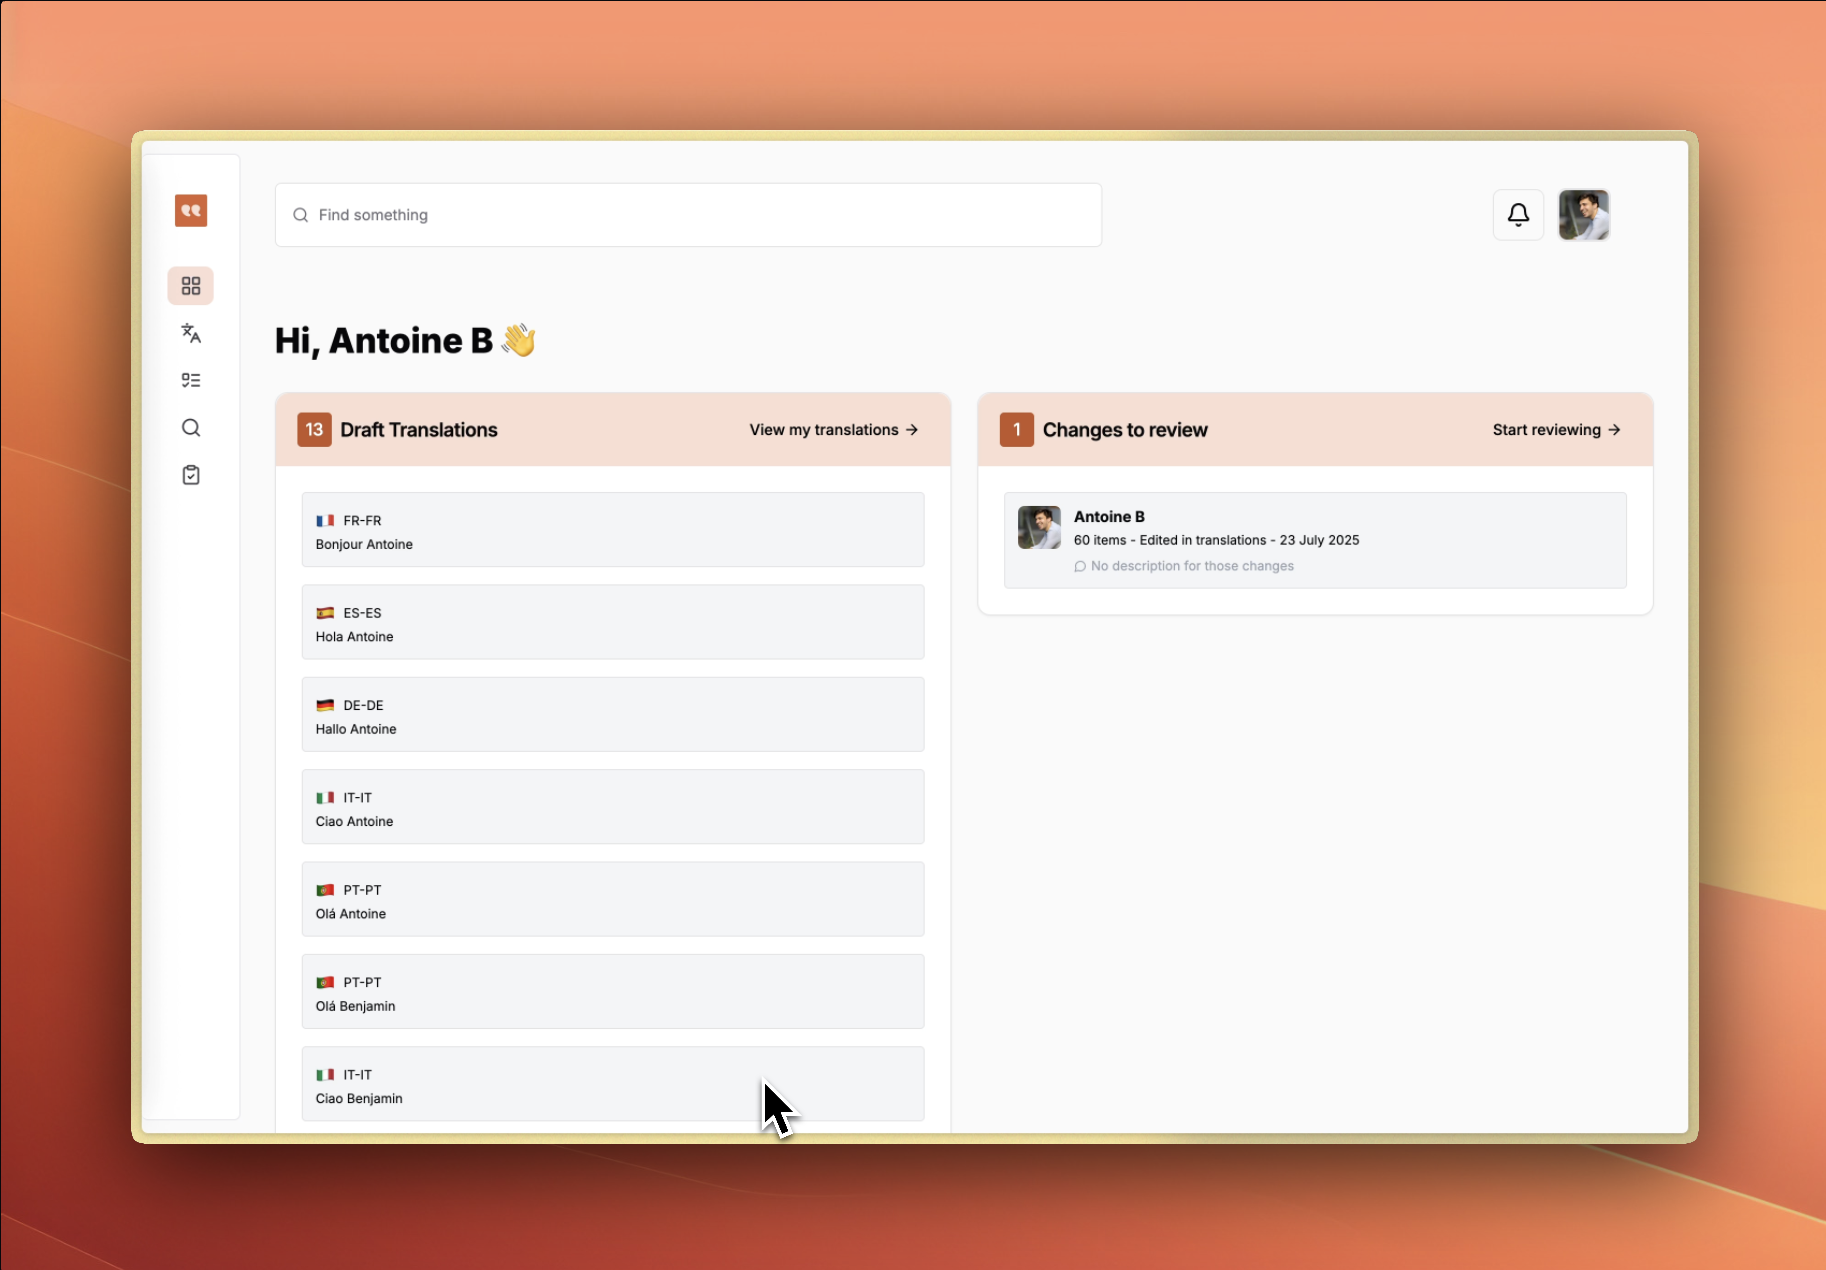 Find something
Hi, Antoine B 👋
13 Draft Translations
View my translations →
FR-FR
Bonjour Antoine
ES-ES
Hola Antoine
DE-DE
Hallo Antoine
IT-IT
Ciao Antoine
PT-PT
Olá Antoine
PT-PT
Olá Benjamin
IT-IT
Ciao Benjamin
1 Changes to review
Start reviewing →
Antoine B
60 items - Edited in translations - 23 July 2025
No description for those changes